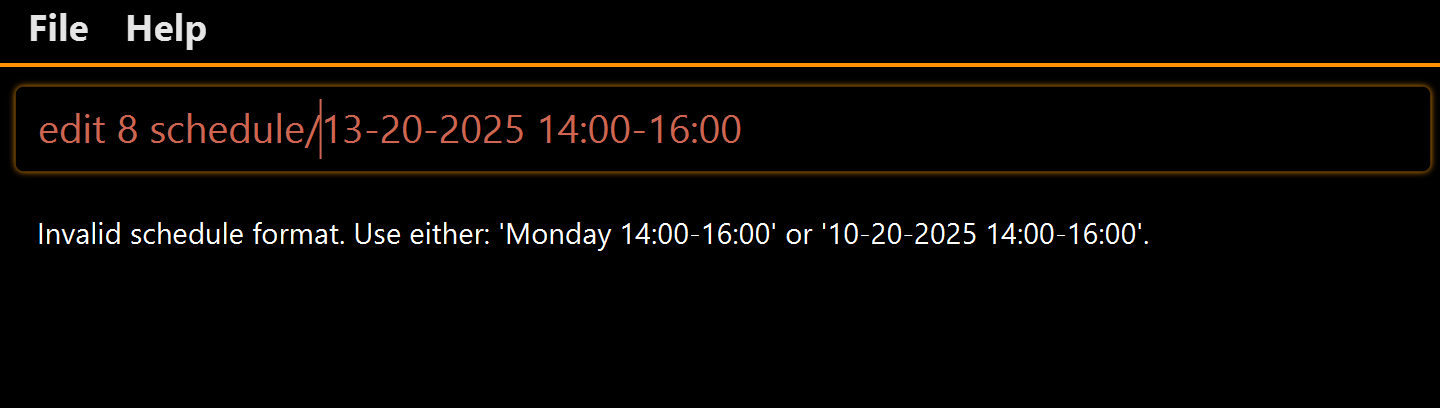 File Help
edit 8 schedule/13-20-2025 14:00-16:00
Invalid schedule format. Use either: 'Monday 14:00-16:00' or '10-20-2025 14:00-16:00'.